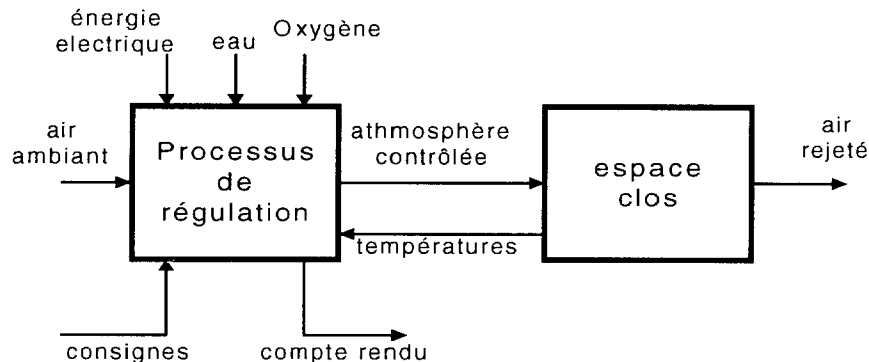 énergie
electrique
eau
Oxygène
air
ambiant
Processus
de
régulation
athmosphère
contrôlée
températures
espace
clos
air
rejeté
consignes
compte rendu